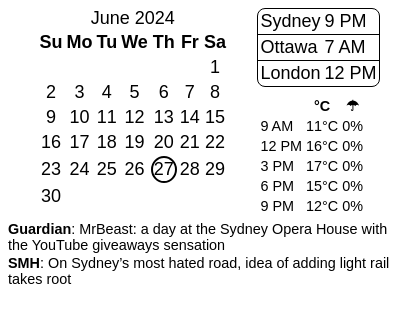 June 2024
Su Mo Tu We Th Fr Sa
1
2 3 4 5 6 7 8
9 10 11 12 13 14 15
16 17 18 19 20 21 22
23 24 25 26 27 28 29
30
Sydney 9 PM
Ottawa 7 AM
London 12 PM
°C ☂
9 AM 11°C 0%
12 PM 16°C 0%
3 PM 17°C 0%
6 PM 15°C 0%
9 PM 12°C 0%
Guardian: MrBeast: a day at the Sydney Opera House with
the YouTube giveaways sensation
SMH: On Sydney’s most hated road, idea of adding light rail
takes root